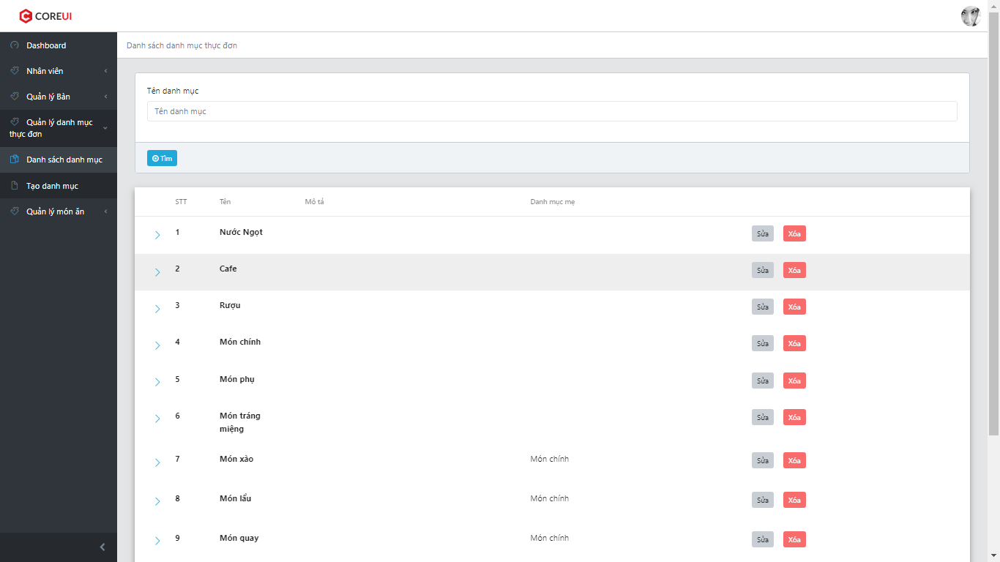 COREUI
Dashboard
Nhân viên
Quản lý Bàn
Quản lý danh mục
thực đơn
Danh sách danh mục
Tạo danh mục
Quản lý món ăn
Danh sách danh mục thực đơn
Tên danh mục
Tên danh mục
Tìm
STT Tên Mô tả Danh mục mẹ
1 Nước Ngọt Sửa Xóa
2 Cafe Sửa Xóa
3 Rượu Sửa Xóa
4 Món chính Sửa Xóa
5 Món phụ Sửa Xóa
6 Món tráng Sửa Xóa
miệng
7 Món xào Món chính Sửa Xóa
8 Món lẩu Món chính Sửa Xóa
9 Món quay Món chính Sửa Xóa